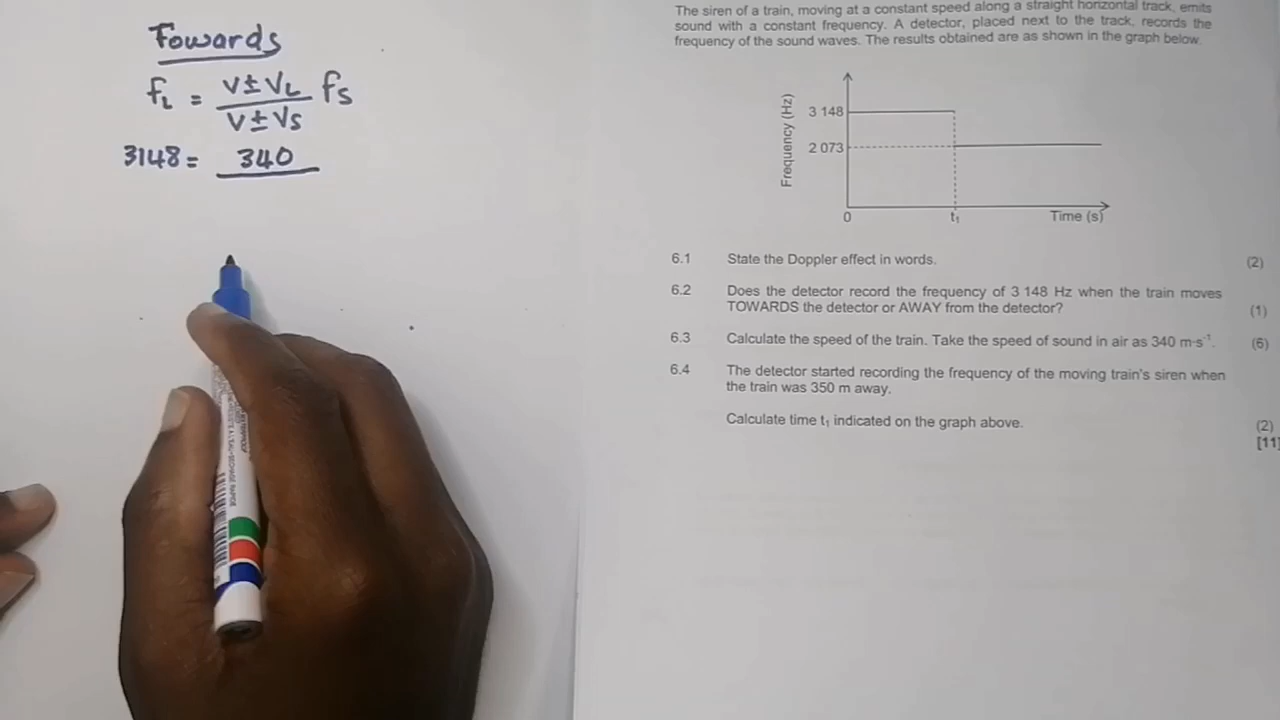 Towards
fL = V±VL / V±VS fS
3148 = 340
The siren of a train, moving at a constant speed along a straight horizontal track, emits
sound with a constant frequency. A detector, placed next to the track, records the
frequency of the sound waves. The results obtained are as shown in the graph below.
Frequency (Hz)
3 148
2 073
0 t1 Time (s)
6.1 State the Doppler effect in words. (2)
6.2 Does the detector record the frequency of 3 148 Hz when the train moves
TOWARDS the detector or AWAY from the detector? (1)
6.3 Calculate the speed of the train. Take the speed of sound in air as 340 m·s-1. (6)
6.4 The detector started recording the frequency of the moving train's siren when
the train was 350 m away.
Calculate time t1 indicated on the graph above. (2)
[11]